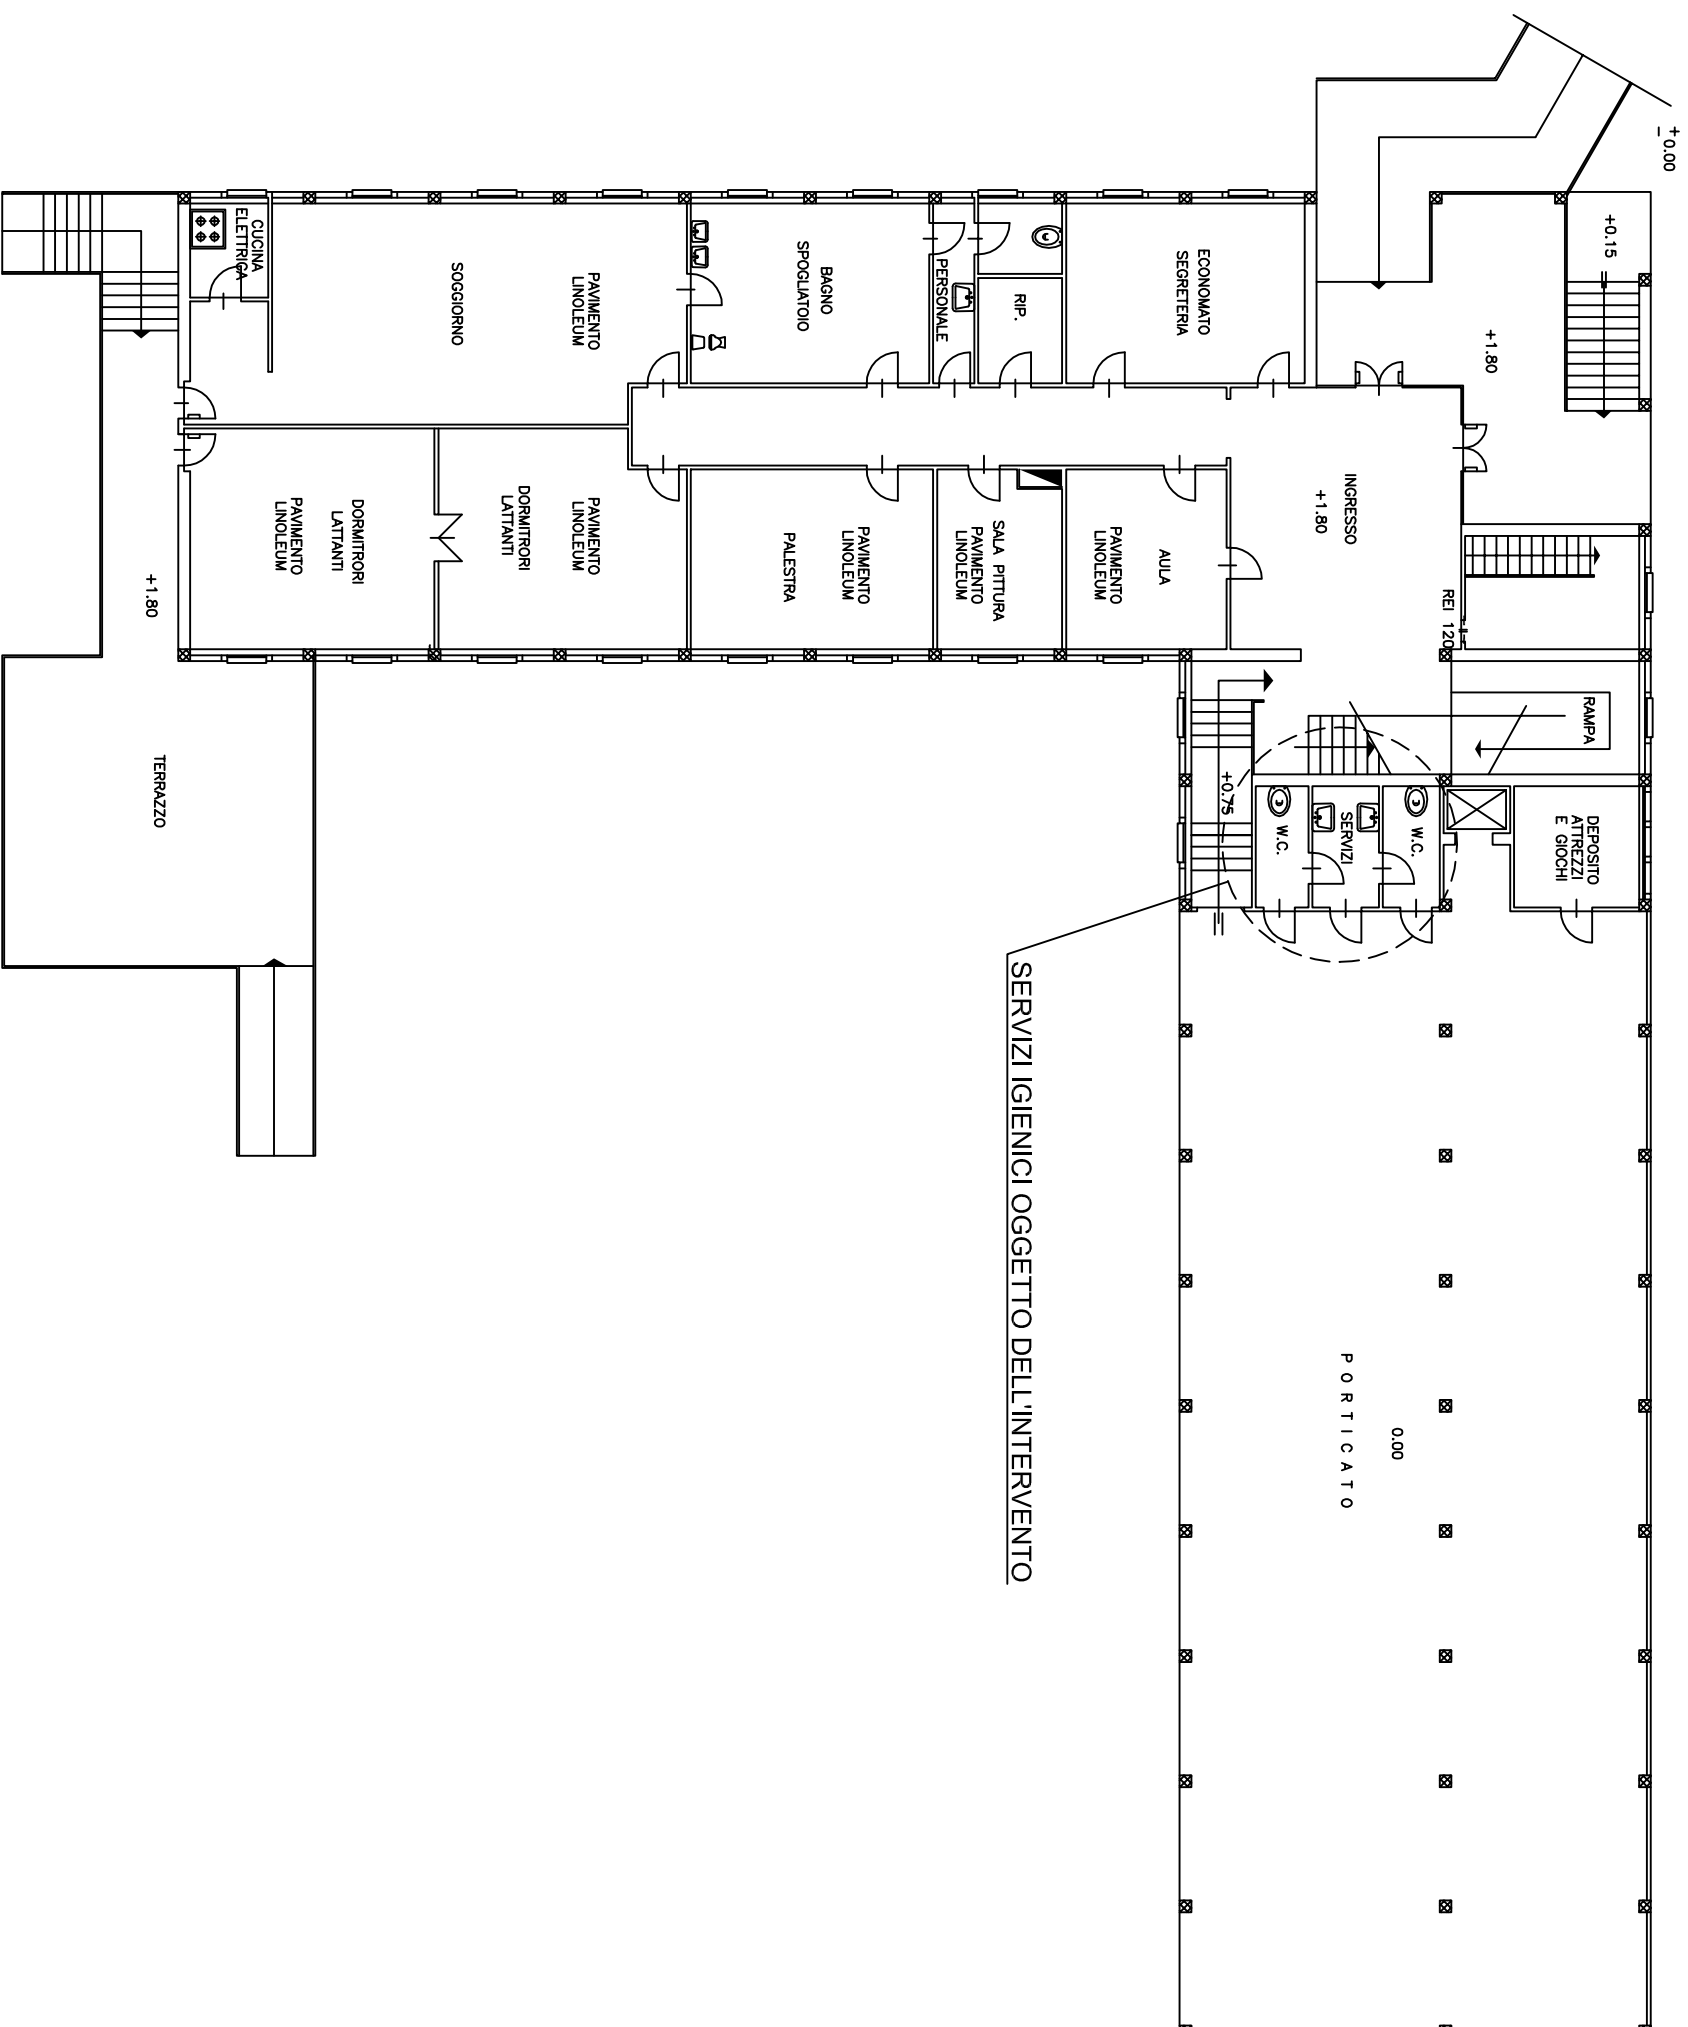 +
_ 0.00
+0.15
+1.80
ECONOMATO
SEGRETERIA
RIP.
PERSONALE
BAGNO
SPOGLIATOIO
PAVIMENTO
LINOLEUM
SOGGIORNO
CUCINA
ELETTRICA
INGRESSO
+1.80
REI 120
AULA
PAVIMENTO
LINOLEUM
SALA PITTURA
PAVIMENTO
LINOLEUM
PAVIMENTO
LINOLEUM
PALESTRA
PAVIMENTO
LINOLEUM
DORMITRORI
LATTANTI
DORMITRORI
LATTANTI
PAVIMENTO
LINOLEUM
+1.80
TERRAZZO
RAMPA
DEPOSITO
ATTREZZI
E GIOCHI
W.C.
SERVIZI
W.C.
+0.75
SERVIZI IGIENICI OGGETTO DELL'INTERVENTO
0.00
PORTICATO